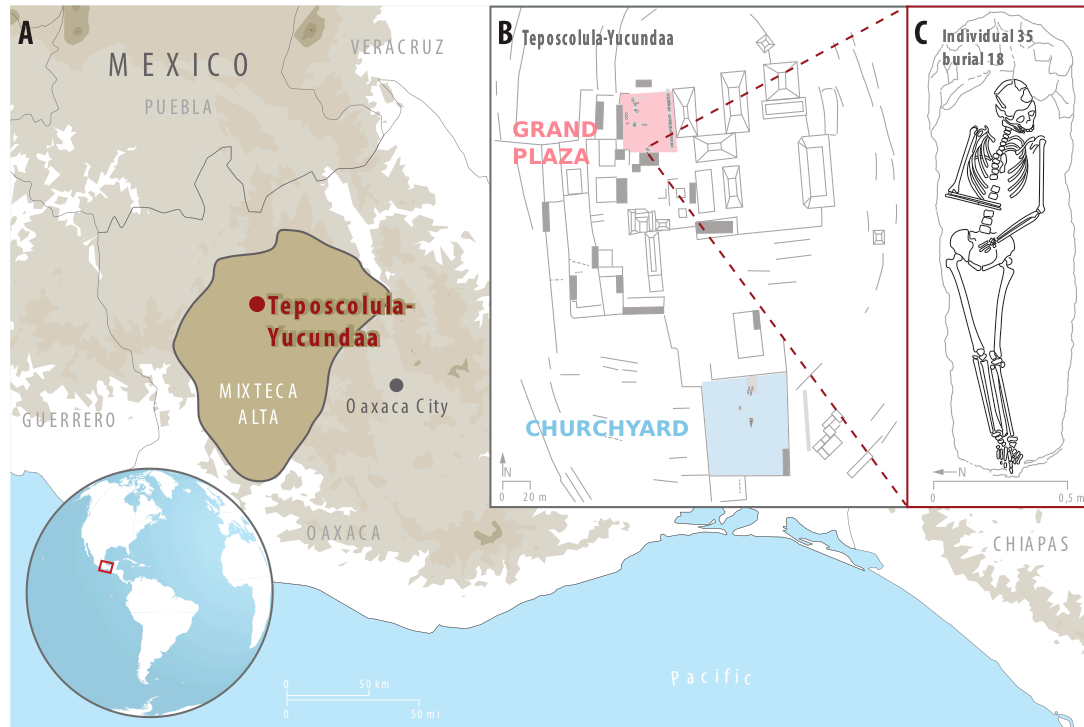 A
MEXICO
PUEBLA
VERACRUZ
Teposcolula-
Yucundaa
MIXTECA
ALTA
Oaxaca City
GUERRERO
OAXACA
CHIAPAS
Pacific
0 50 km
0 50 mi
B Teposcolula-Yucundaa
GRAND
PLAZA
CHURCHYARD
N
0 20 m
C Individual 35
burial 18
N
0 0,5 m